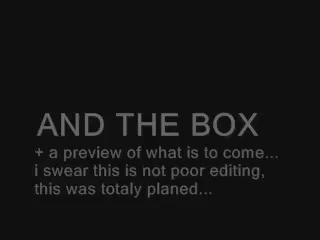 AND THE BOX
+ a preview of what is to come...
i swear this is not poor editing,
this was totaly planed...